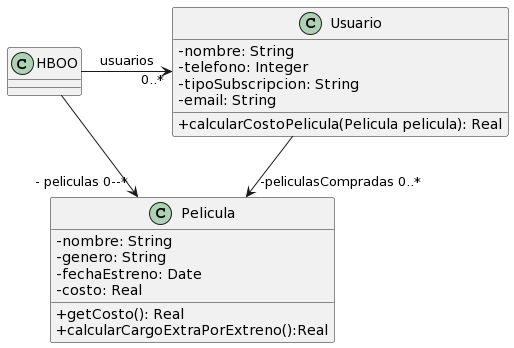 C HBOO
usuarios
0..*
C Usuario
-nombre: String
-telefono: Integer
-tipoSubscripcion: String
-email: String
+calcularCostoPelicula(Pelicula pelicula): Real
- peliculas 0--*
-peliculasCompradas 0..*
C Pelicula
-nombre: String
-genero: String
-fechaEstreno: Date
-costo: Real
+getCosto(): Real
+calcularCargoExtraPorExtreno():Real